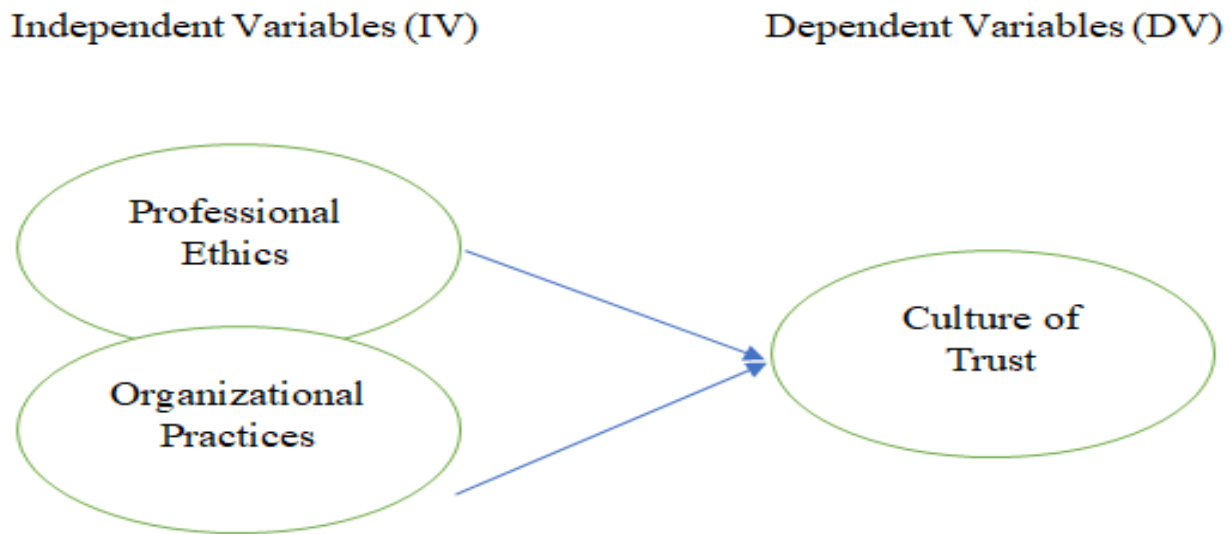 Independent Variables (IV)
Dependent Variables (DV)
Professional
Ethics
Organizational
Practices
Culture of
Trust